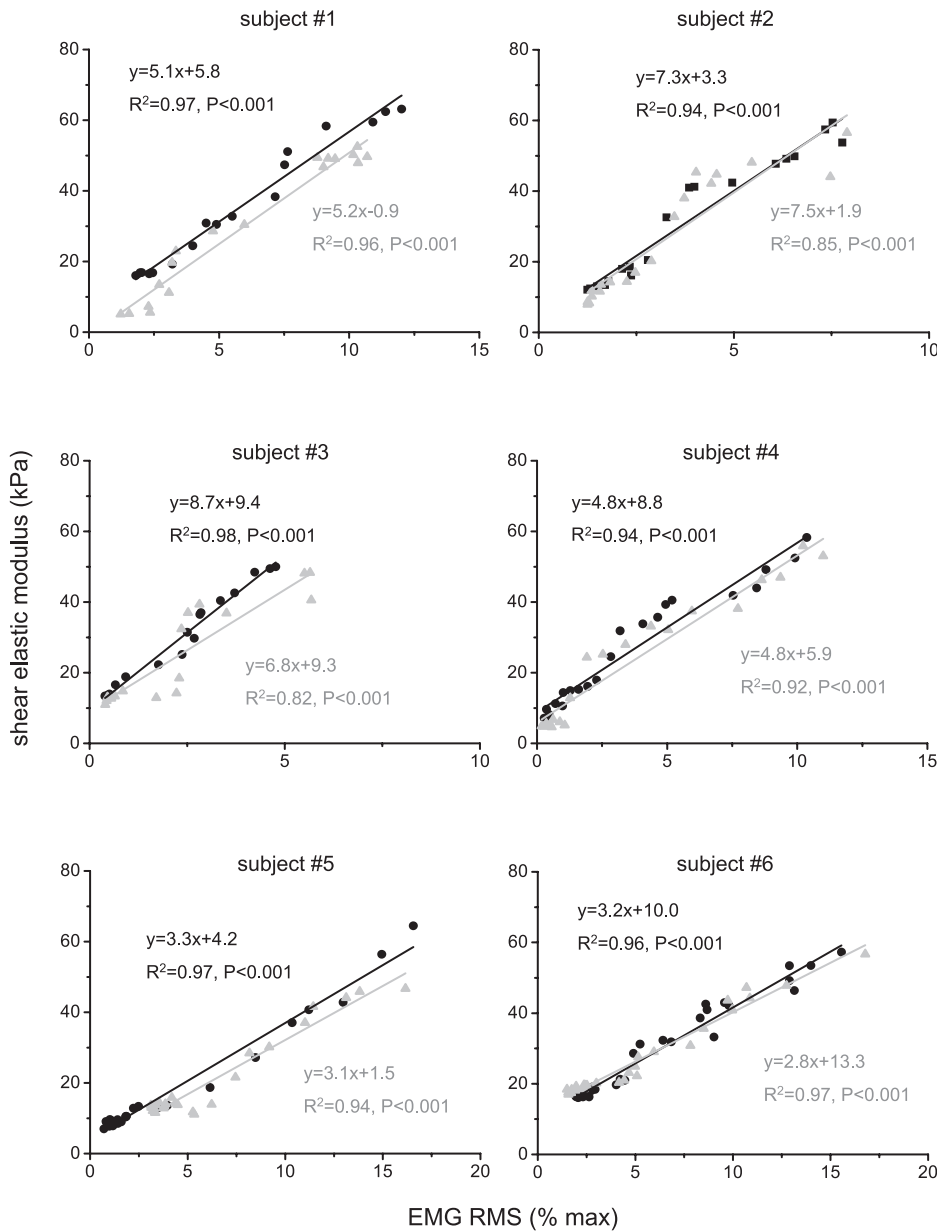 subject #1
subject #2
80
60
40
20
0
y=5.1x+5.8
R²=0.97, P<0.001
y=5.2x-0.9
R²=0.96, P<0.001
0
5
10
15
80
60
40
20
0
y=7.3x+3.3
R²=0.94, P<0.001
y=7.5x+1.9
R²=0.85, P<0.001
0
5
10
shear elastic modulus (kPa)
subject #3
subject #4
80
60
40
20
0
y=8.7x+9.4
R²=0.98, P<0.001
y=6.8x+9.3
R²=0.82, P<0.001
0
5
10
80
60
40
20
0
y=4.8x+8.8
R²=0.94, P<0.001
y=4.8x+5.9
R²=0.92, P<0.001
0
5
10
15
subject #5
subject #6
80
60
40
20
0
y=3.3x+4.2
R²=0.97, P<0.001
y=3.1x+1.5
R²=0.94, P<0.001
0
5
10
15
20
80
60
40
20
0
y=3.2x+10.0
R²=0.96, P<0.001
y=2.8x+13.3
R²=0.97, P<0.001
0
5
10
15
20
EMG RMS (% max)